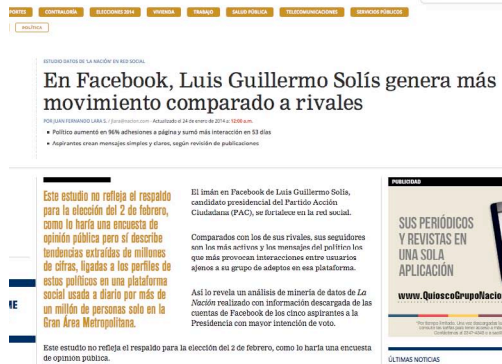 PORTES CONTRALORÍA ELECCIONES 2014 VIVIENDA TRABAJO SALUD PÚBLICA TELECOMUNICACIONES SERVICIOS PÚBLICOS
POLÍTICA
ESTUDIO DATOS DE 'LA NACIÓN' EN RED SOCIAL
En Facebook, Luis Guillermo Solís genera más
movimiento comparado a rivales
POR JUAN FERNANDO LARA S. / jlara@nacion.com - Actualizado el 24 de enero de 2014 a: 12:00 a.m.
Político aumentó en 96% adhesiones a página y sumó más interacción en 53 días
Aspirantes crean mensajes simples y claros, según revisión de publicaciones
Este estudio no refleja el respaldo
para la elección del 2 de febrero,
como lo haría una encuesta de
opinión pública pero sí describe
tendencias extraídas de millones
de cifras, ligadas a los perfiles de
estos políticos en una plataforma
social usada a diario por más de
un millón de personas solo en la
Gran Área Metropolitana.
El imán en Facebook de Luis Guillermo Solís,
candidato presidencial del Partido Acción
Ciudadana (PAC), se fortalece en la red social.
Comparados con los de sus rivales, sus seguidores
son los más activos y los mensajes del político los
que más provocan interacciones entre usuarios
ajenos a su grupo de adeptos en esa plataforma.
Así lo revela un análisis de minería de datos de La
Nación realizado con información descargada de las
cuentas de Facebook de los cinco aspirantes a la
Presidencia con mayor intención de voto.
Este estudio no refleja el respaldo para la elección del 2 de febrero, como lo haría una encuesta
de opinión pública.
ME
PUBLICIDAD
SUS PERIÓDICOS
Y REVISTAS EN
UNA SOLA
APLICACIÓN
www.QuioscoGrupoNacio
ÚLTIMAS NOTICIAS